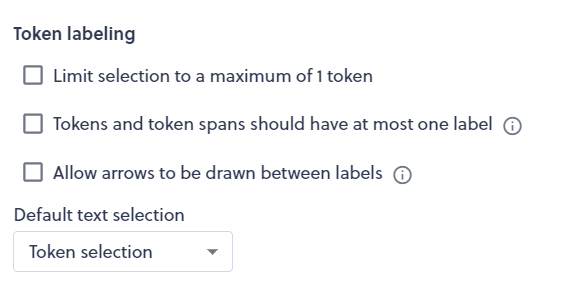 Token labeling
Limit selection to a maximum of 1 token
Tokens and token spans should have at most one label
Allow arrows to be drawn between labels
Default text selection
Token selection